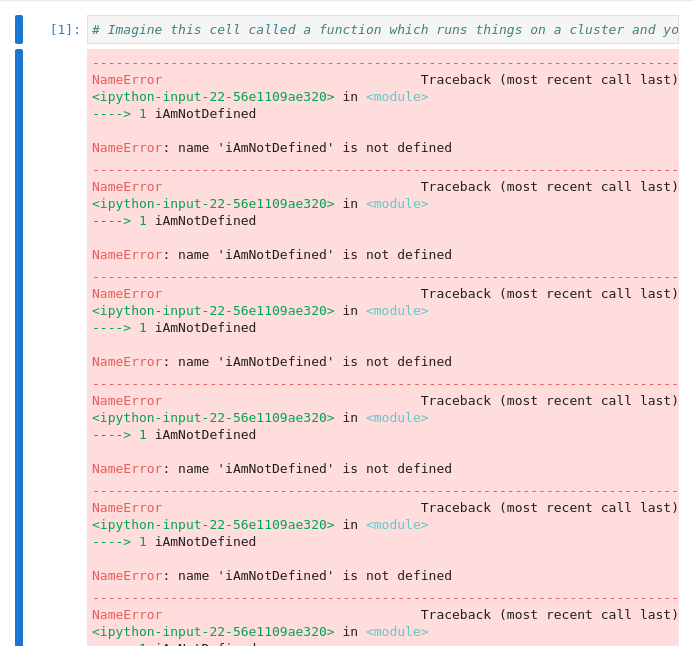 [1]: # Imagine this cell called a function which runs things on a cluster and yo
--------------------------------------------------------------------------- 
NameError Traceback (most recent call last)
<ipython-input-22-56e1109ae320> in <module>
----> 1 iAmNotDefined
NameError: name 'iAmNotDefined' is not defined
---------------------------------------------------------------------------
NameError Traceback (most recent call last)
<ipython-input-22-56e1109ae320> in <module>
----> 1 iAmNotDefined
NameError: name 'iAmNotDefined' is not defined
---------------------------------------------------------------------------
NameError Traceback (most recent call last)
<ipython-input-22-56e1109ae320> in <module>
----> 1 iAmNotDefined
NameError: name 'iAmNotDefined' is not defined
---------------------------------------------------------------------------
NameError Traceback (most recent call last)
<ipython-input-22-56e1109ae320> in <module>
----> 1 iAmNotDefined
NameError: name 'iAmNotDefined' is not defined
---------------------------------------------------------------------------
NameError Traceback (most recent call last)
<ipython-input-22-56e1109ae320> in <module>
----> 1 iAmNotDefined
NameError: name 'iAmNotDefined' is not defined
---------------------------------------------------------------------------
NameError Traceback (most recent call last)
<ipython-input-22-56e1109ae320> in <module>
----> 1 iAmNotDefined